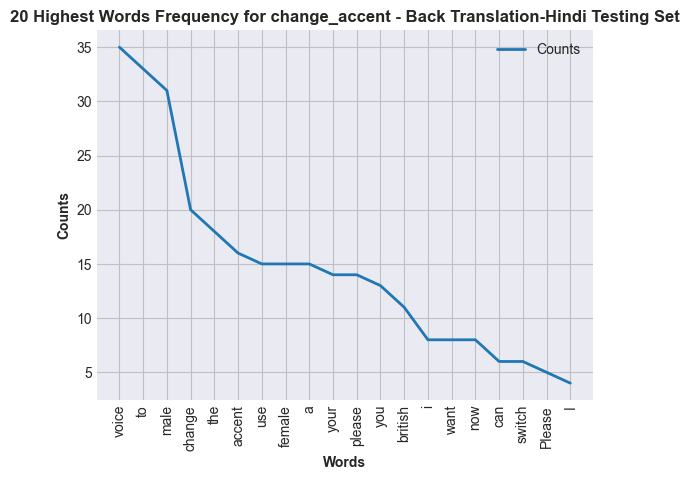 20 Highest Words Frequency for change_accent - Back Translation-Hindi Testing Set
Counts
35
30
25
20
15
10
5
Counts
voice
to
male
change
the
accent
use
female
a
your
please
you
british
i
want
now
can
switch
Please
I
Words